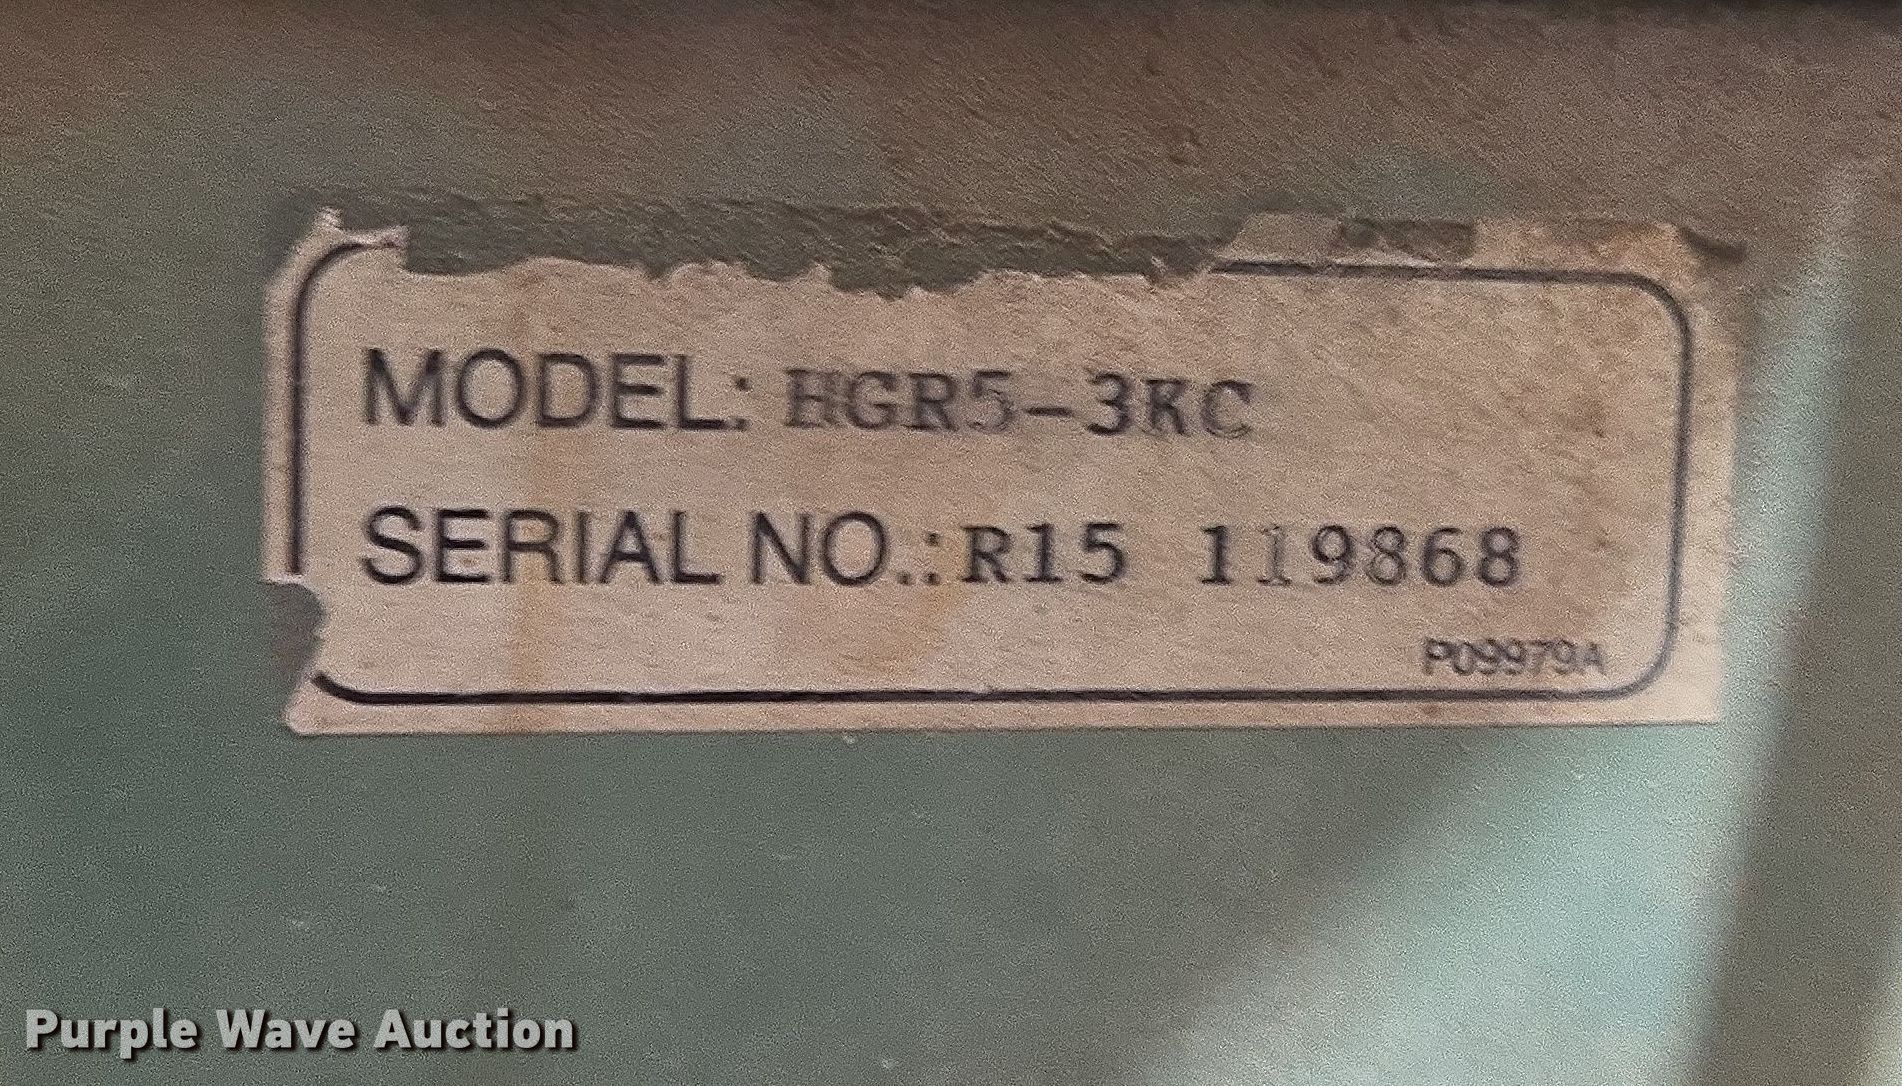 MODEL: HGR5-3KC
SERIAL NO.: R15 119868
P09979A
Purple Wave Auction